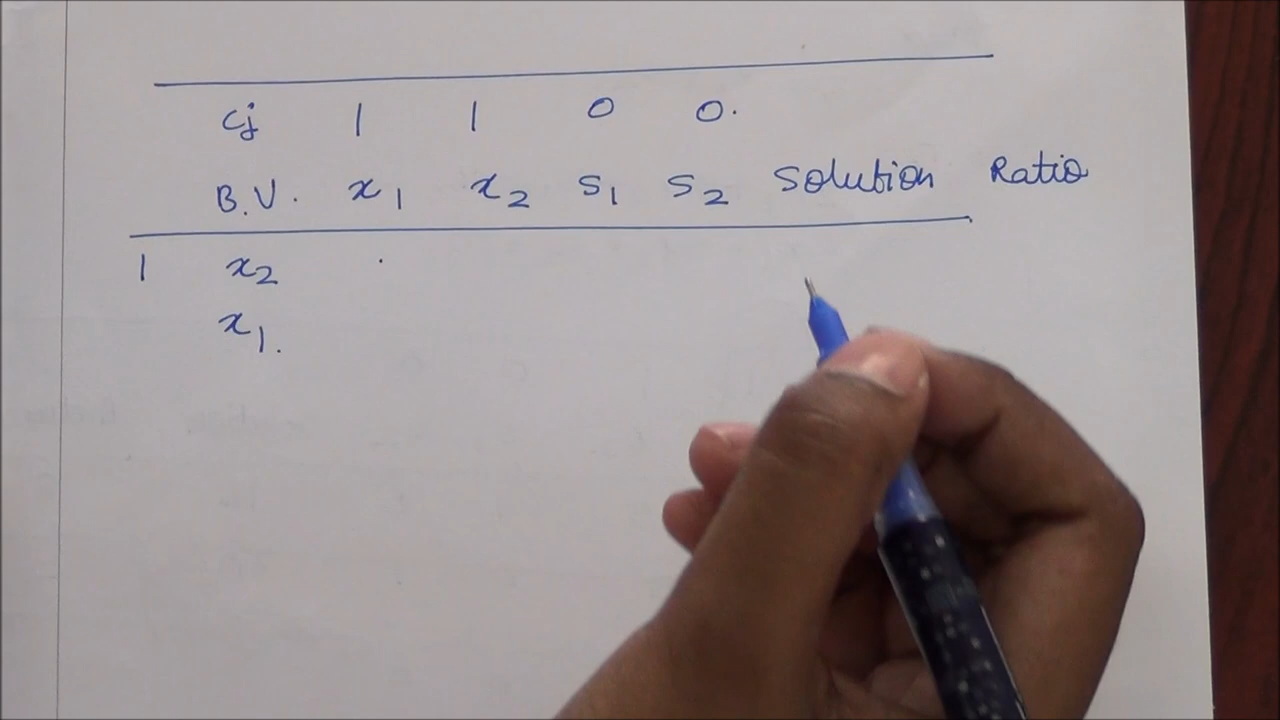 Cj 1 1 0 0.
B.V. x1 x2 S1 S2 Solution Ratio
1 x2
x1.